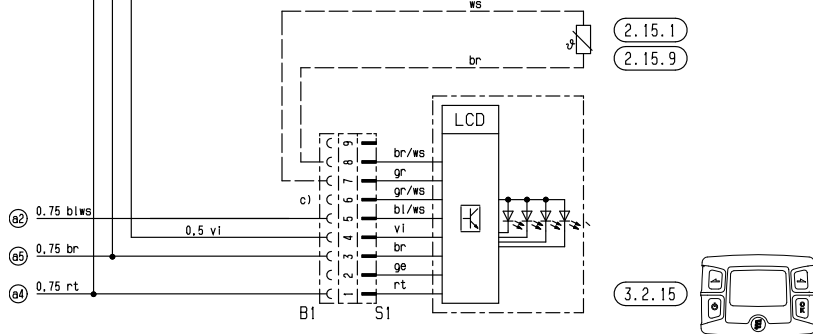 ws
2.15.1
2.15.9
br
LCD
9
8 br/ws
7 gr
c) 6 gr/ws
a2 0.75 blws 5 bl/ws
0,5 vi 4 vi
a5 0,75 br 3 br
2 ge
a4 0,75 rt 1 rt
B1 S1
3.2.15